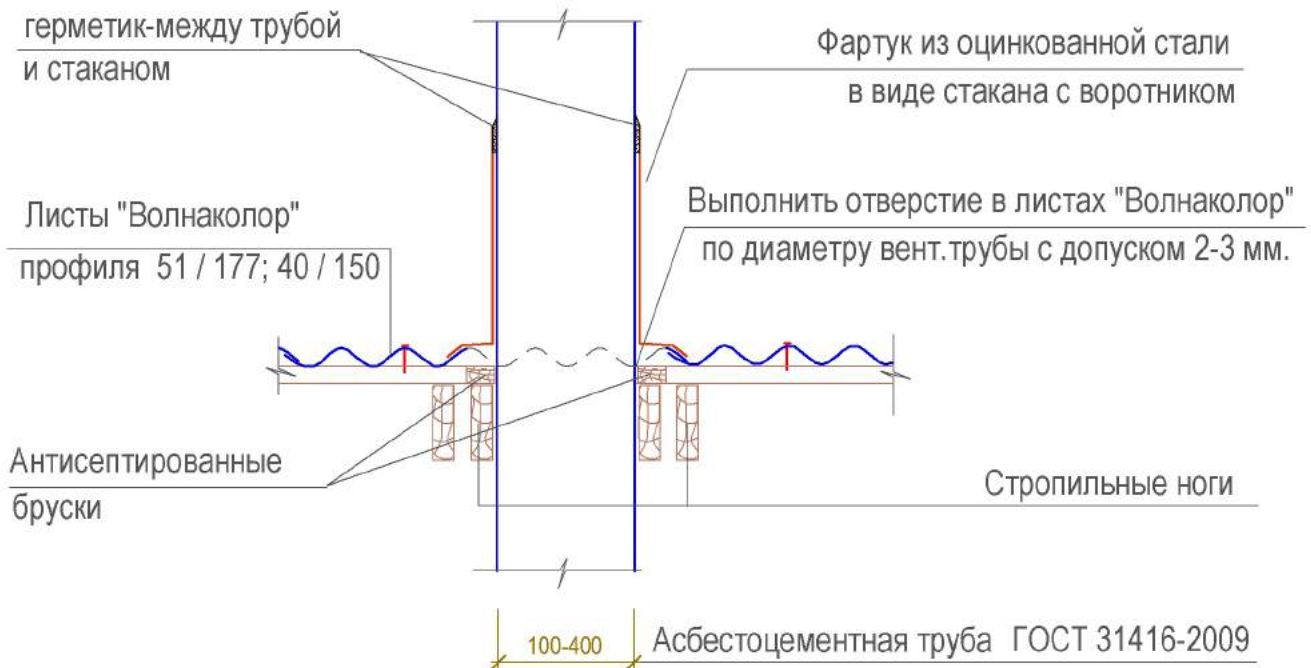 герметик-между трубой
и стаканом
Фартук из оцинкованной стали
в виде стакана с воротником
Листы "Волнаколор"
профиля 51 / 177; 40 / 150
Выполнить отверстие в листах "Волнаколор"
по диаметру вент.трубы с допуском 2-3 мм.
Антисептированные
бруски
Стропильные ноги
100-400
Асбестоцементная труба ГОСТ 31416-2009